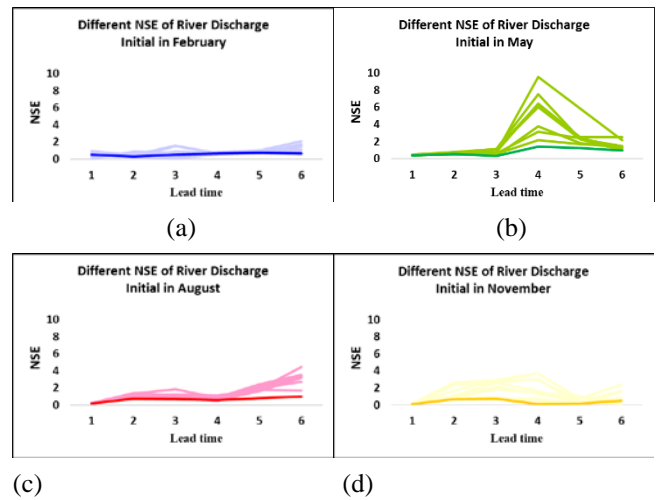 Different NSE of River Discharge
Initial in February
10
8
6
4
2
0
NSE
1 2 3 4 5 6
Lead time
(a)
Different NSE of River Discharge
Initial in May
10
8
6
4
2
0
NSE
1 2 3 4 5 6
Lead time
(b)
Different NSE of River Discharge
Initial in August
10
8
6
4
2
0
NSE
1 2 3 4 5 6
Lead time
(c)
Different NSE of River Discharge
Initial in November
10
8
6
4
2
0
NSE
1 2 3 4 5 6
Lead time
(d)